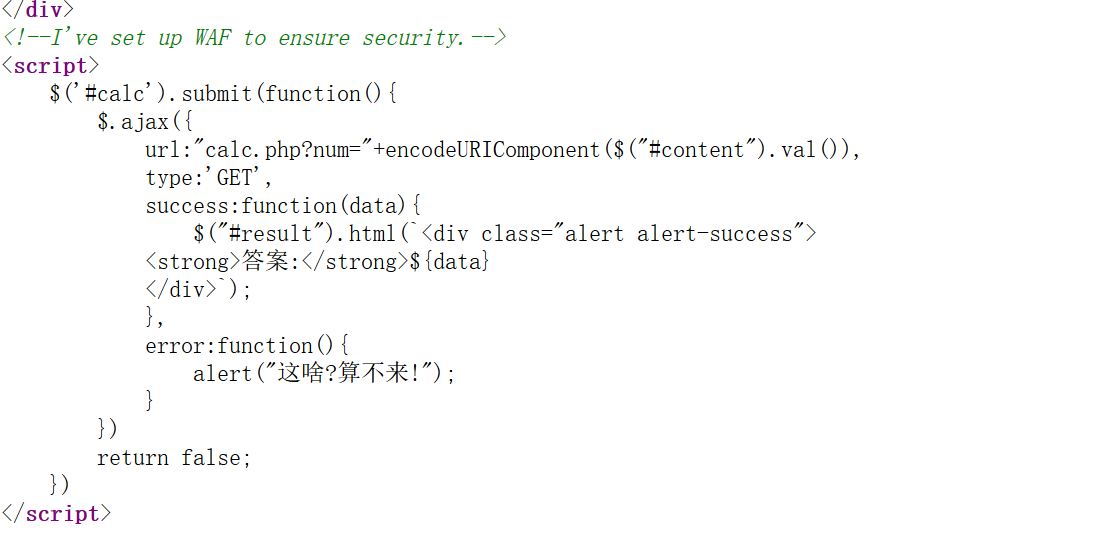 </div>
<!--I've set up WAF to ensure security.-->
<script>
    $('#calc').submit(function(){
        $.ajax({
            url:"calc.php?num="+encodeURIComponent($("#content").val()),
            type:'GET',
            success:function(data){
                $("#result").html(`<div class="alert alert-success">
            <strong>答案:</strong>${data}
            </div>`);
            },
            error:function(){
                alert("这啥?算不来!");
            }
        })
        return false;
    })
</script>